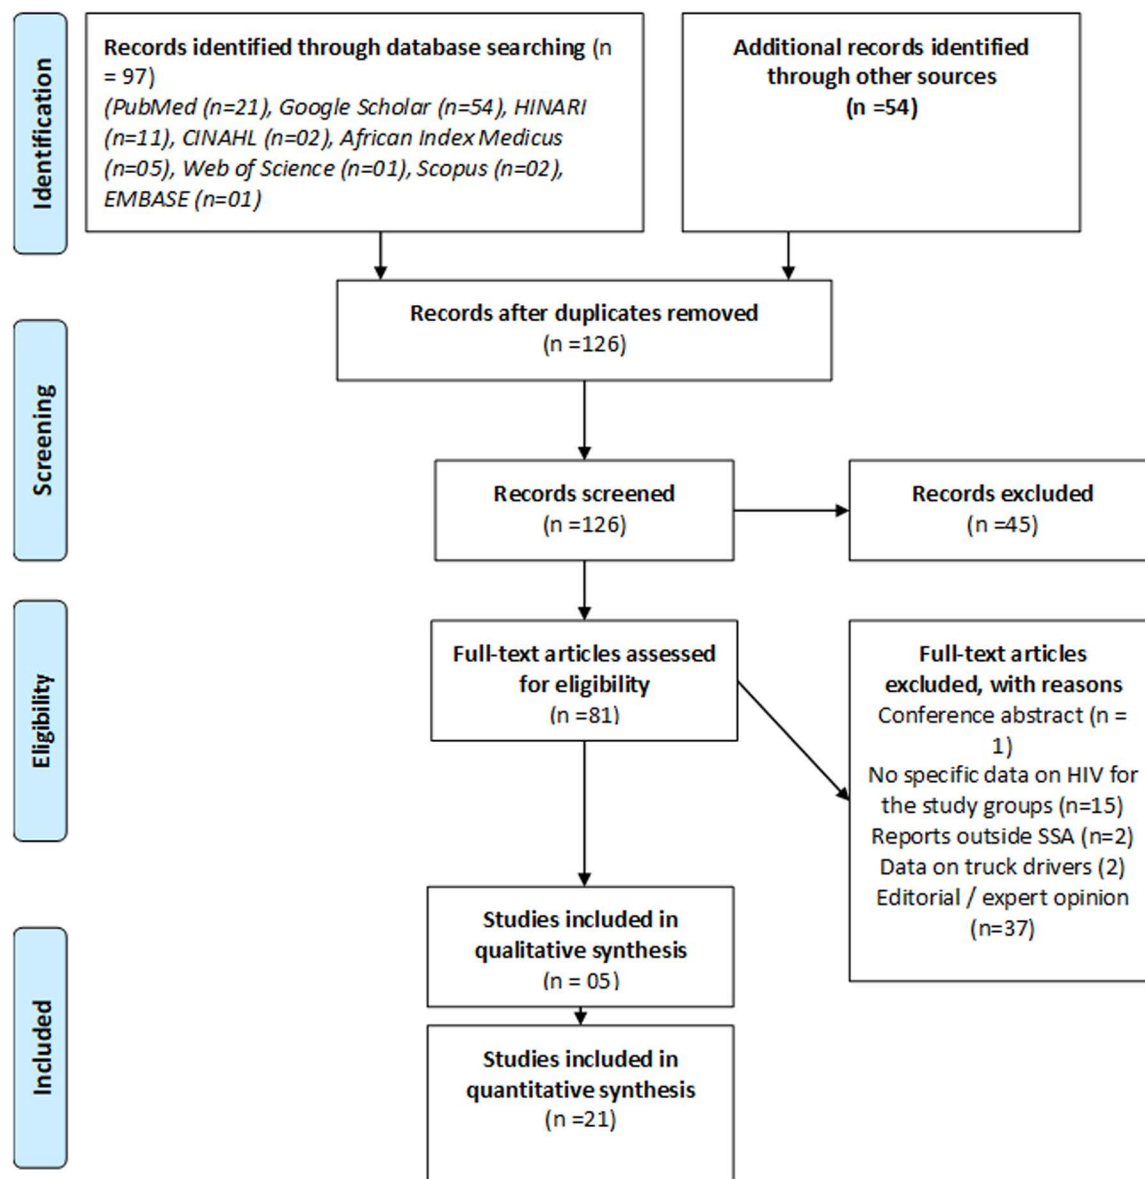 Identification
Records identified through database searching (n
= 97)
(PubMed (n=21), Google Scholar (n=54), HINARI
(n=11), CINAHL (n=02), African Index Medicus
(n=05), Web of Science (n=01), Scopus (n=02),
EMBASE (n=01)
Additional records identified
through other sources
(n =54)
Records after duplicates removed
(n =126)
Screening
Records screened
(n =126)
Records excluded
(n =45)
Eligibility
Full-text articles assessed
for eligibility
(n =81)
Full-text articles
excluded, with reasons
Conference abstract (n =
1)
No specific data on HIV for
the study groups (n=15)
Reports outside SSA (n=2)
Data on truck drivers (2)
Editorial / expert opinion
(n=37)
Included
Studies included in
qualitative synthesis
(n = 05)
Studies included in
quantitative synthesis
(n =21)